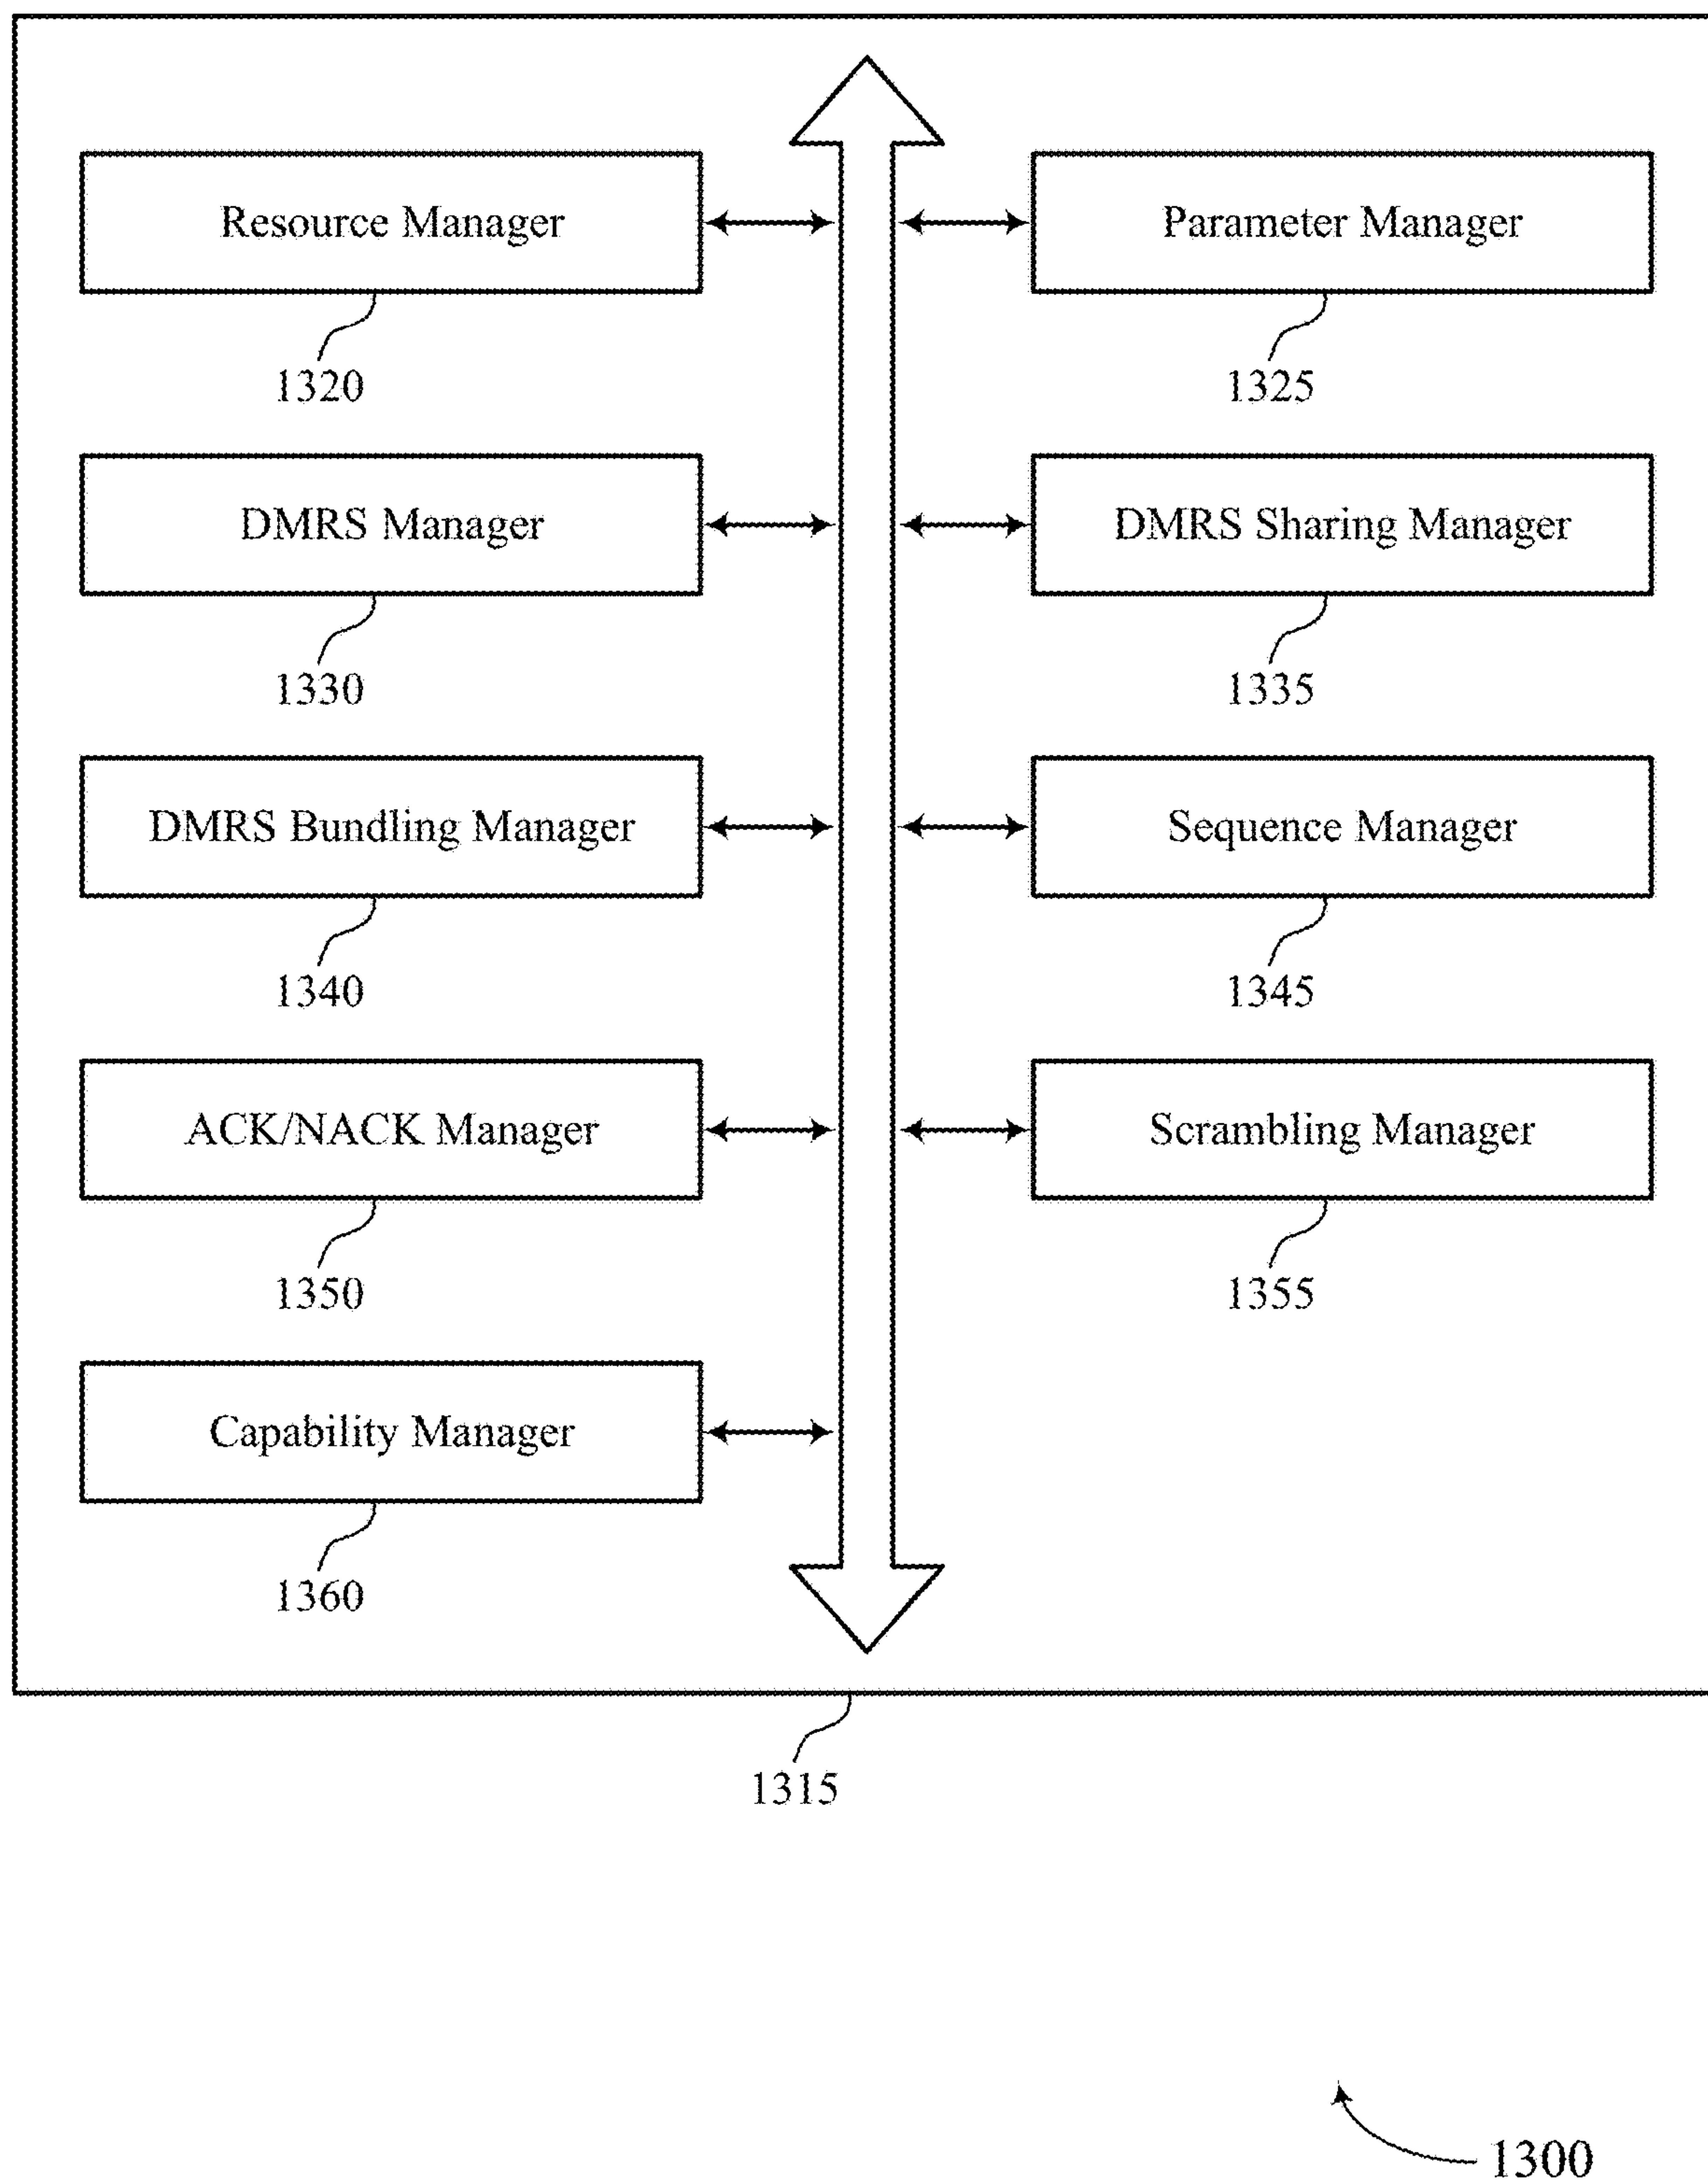 Resource Manager
Parameter Manager
1320
1325
DMRS Manager
DMRS Sharing Manager
1330
1335
DMRS Bundling Manager
Sequence Manager
1340
1345
ACK/NACK Manager
Scrambling Manager
1350
1355
Capability Manager
1360
1315
1300